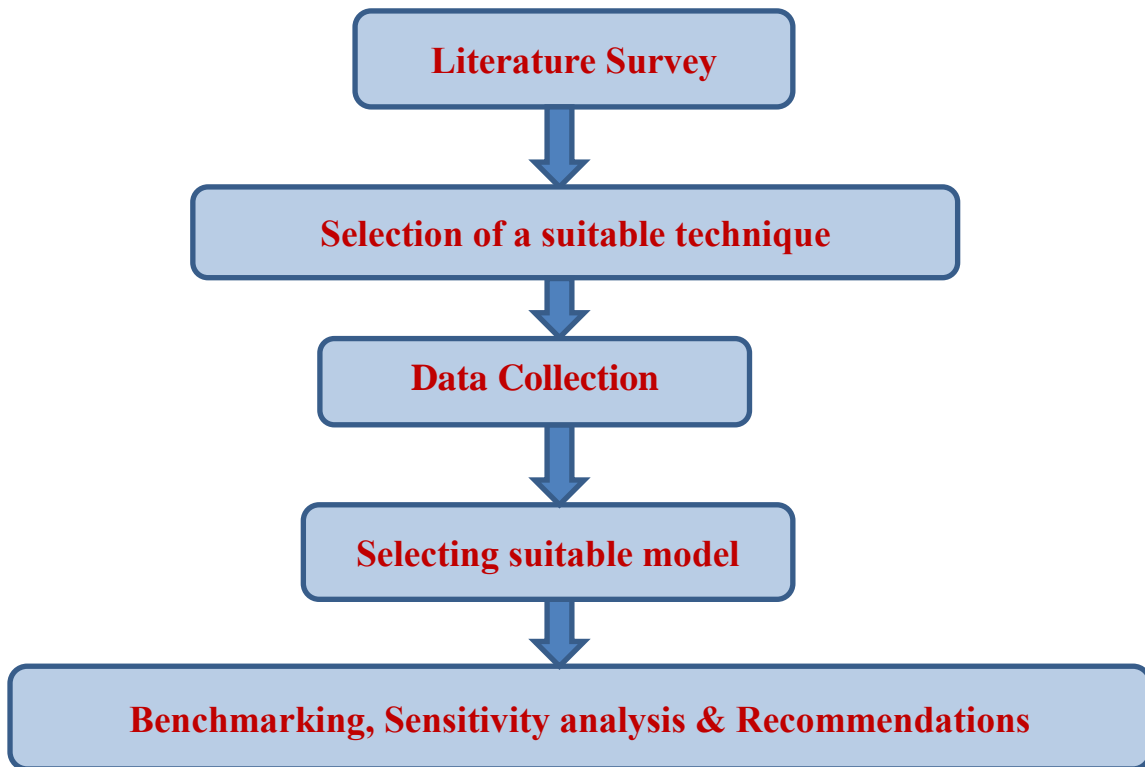 Literature Survey
Selection of a suitable technique
Data Collection
Selecting suitable model
Benchmarking, Sensitivity analysis & Recommendations